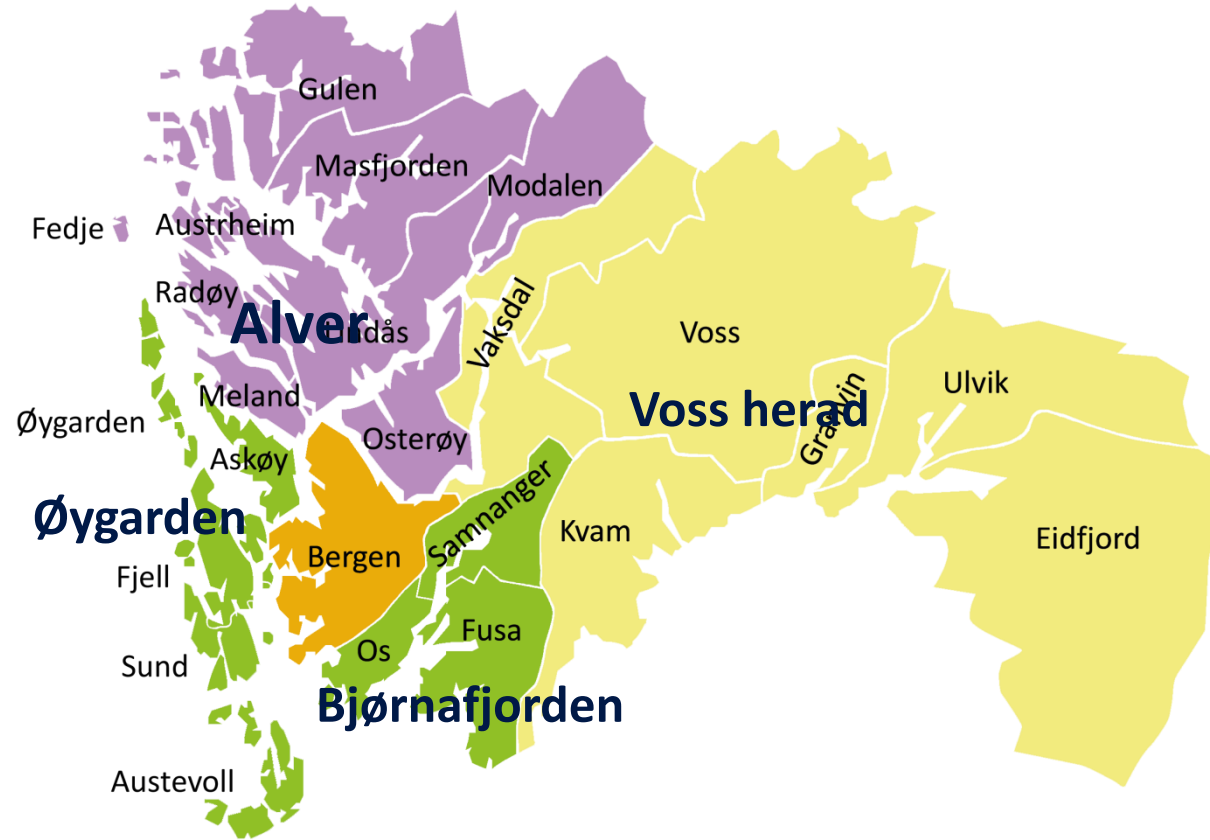 Gulen
Masfjorden
Modalen
Fedje
Austrheim
Radøy
Alver
Lindås
Vaksdal
Voss
Ulvik
Meland
Øygarden
Osterøy
Voss herad
Granvin
Askøy
Øygarden
Samnanger
Kvam
Eidfjord
Bergen
Fjell
Fusa
Os
Sund
Bjørnafjorden
Austevoll